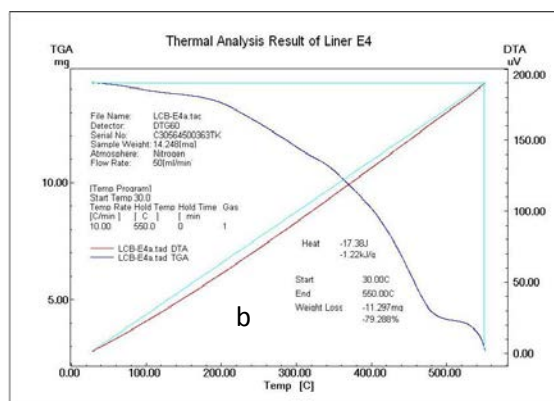 Thermal Analysis Result of Liner E4
TGA
mg
DTA
uV
File Name: LCB-E4a.tac
Detector: DTG60
Serial No: C30564500363TK
Sample Weight: 14.248[mg]
Atmosphere: Nitrogen
Flow Rate: 50[ml/min]
[Temp Program]
Start Temp 30.0
Temp Rate Hold Temp Hold Time Gas
[C/min ] [ C ] [ min
10.00 550.0 0 1
LCB-E4a.tad DTA
LCB-E4a.tad TGA
Heat -17.38J
-1.22kJ/g
Start 30.00C
End 550.00C
Weight Loss -11.297mg
-79.288%
b
10.00
5.00
200.00
150.00
100.00
50.00
0.00
0.00 100.00 200.00 300.00 400.00 500.00
Temp [C]